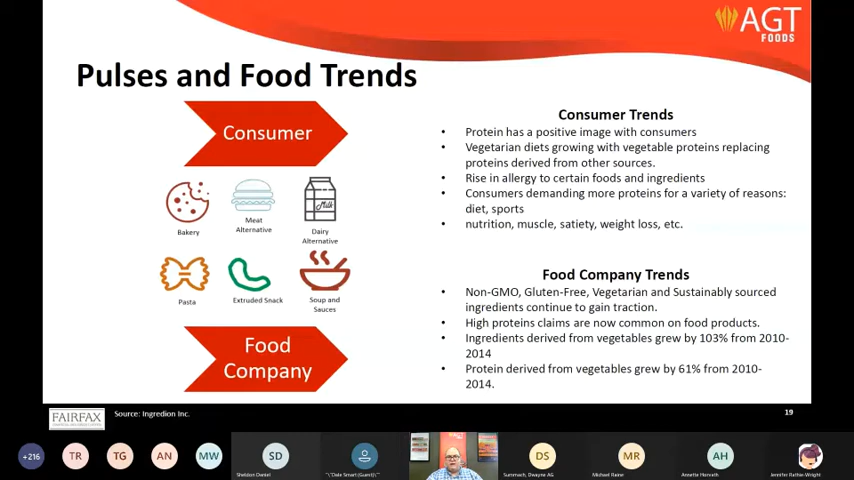 AGT
FOODS
Pulses and Food Trends
Consumer
Bakery
Meat
Alternative
Milk
Dairy
Alternative
Pasta
Extruded Snack
Soup and
Sauces
Food
Company
Consumer Trends
• Protein has a positive image with consumers
• Vegetarian diets growing with vegetable proteins replacing
proteins derived from other sources.
• Rise in allergy to certain foods and ingredients
• Consumers demanding more proteins for a variety of reasons:
diet, sports
• nutrition, muscle, satiety, weight loss, etc.
Food Company Trends
• Non-GMO, Gluten-Free, Vegetarian and Sustainably sourced
ingredients continue to gain traction.
• High proteins claims are now common on food products.
• Ingredients derived from vegetables grew by 103% from 2010-
2014
• Protein derived from vegetables grew by 61% from 2010-
2014.
FAIRFAX
Source: Ingredion Inc.
19
+216
TR
TG
AN
MW
SD
Sheldon Daniel
\"\"Dale Smart (Guest)\"\"
DS
Summach, Dwayne AG
MR
Michael Raine
AH
Annette Horvath
Jennifer Raithe-Wright